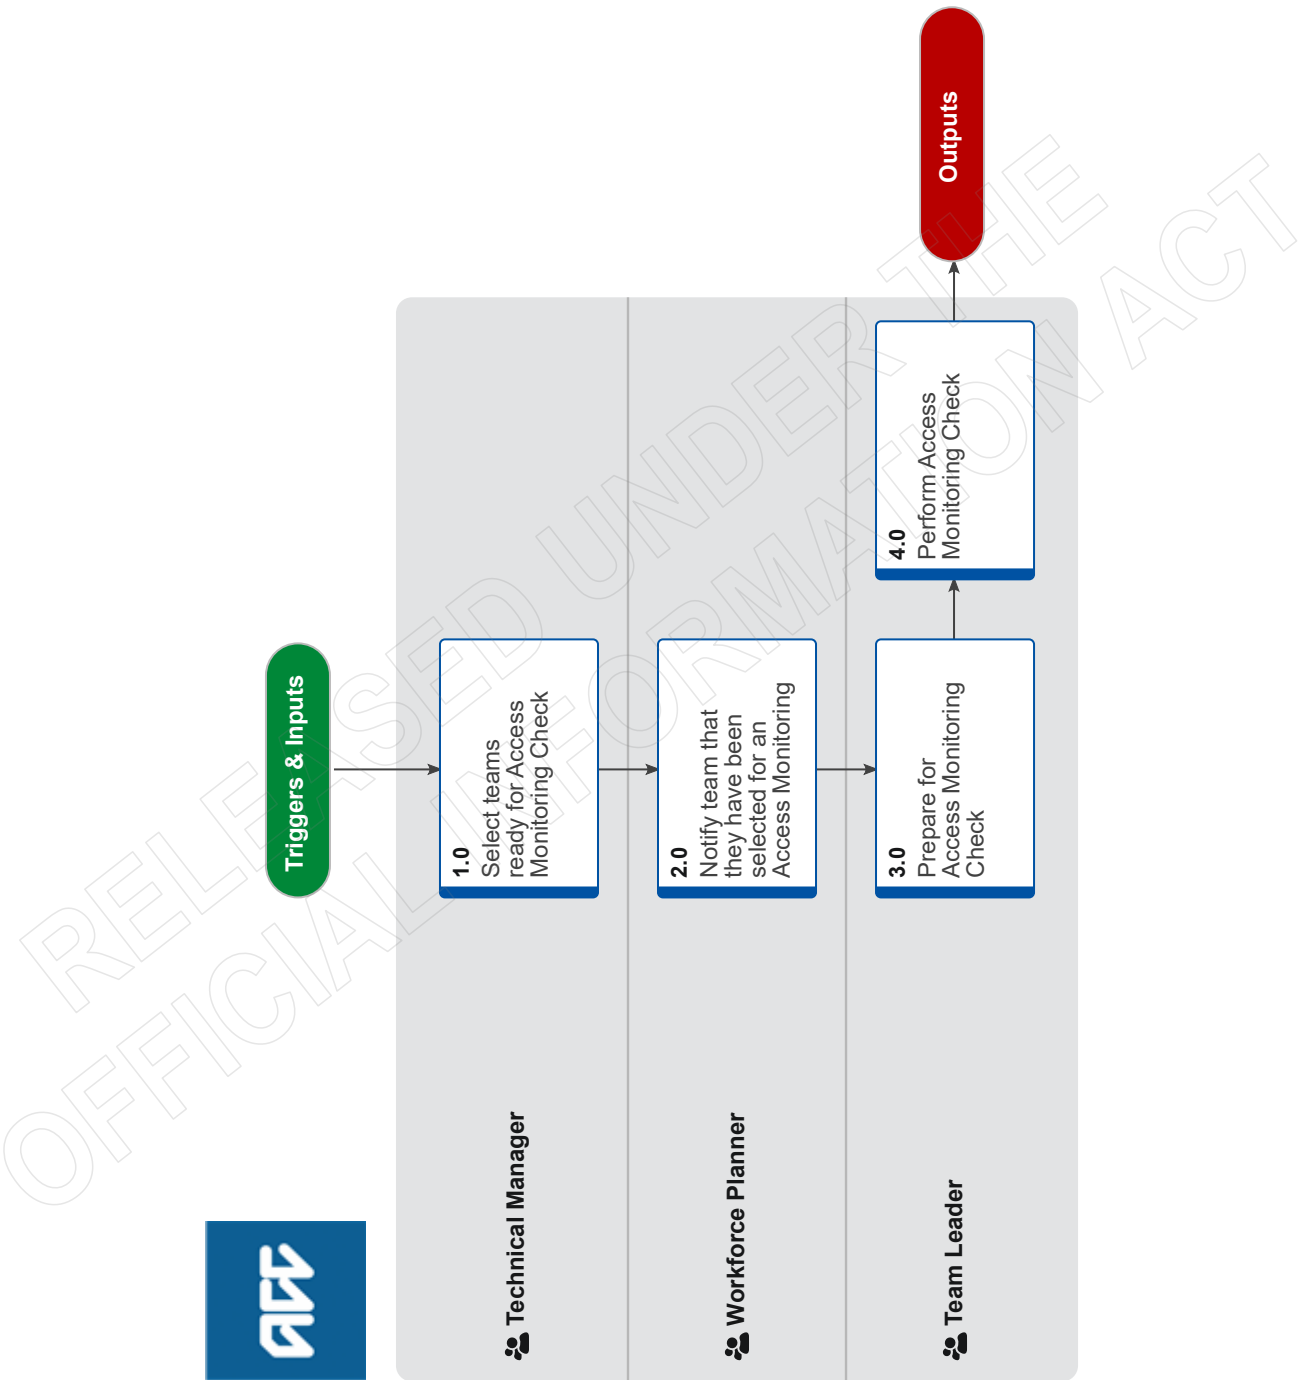 acc
Triggers & Inputs
Technical Manager
1.0
Select teams
ready for Access
Monitoring Check
Workforce Planner
2.0
Notify team that
they have been
selected for an
Access Monitoring
Team Leader
3.0
Prepare for
Access Monitoring
Check
4.0
Perform Access
Monitoring Check
Outputs
RELEASED UNDER THE
OFFICIAL INFORMATION ACT